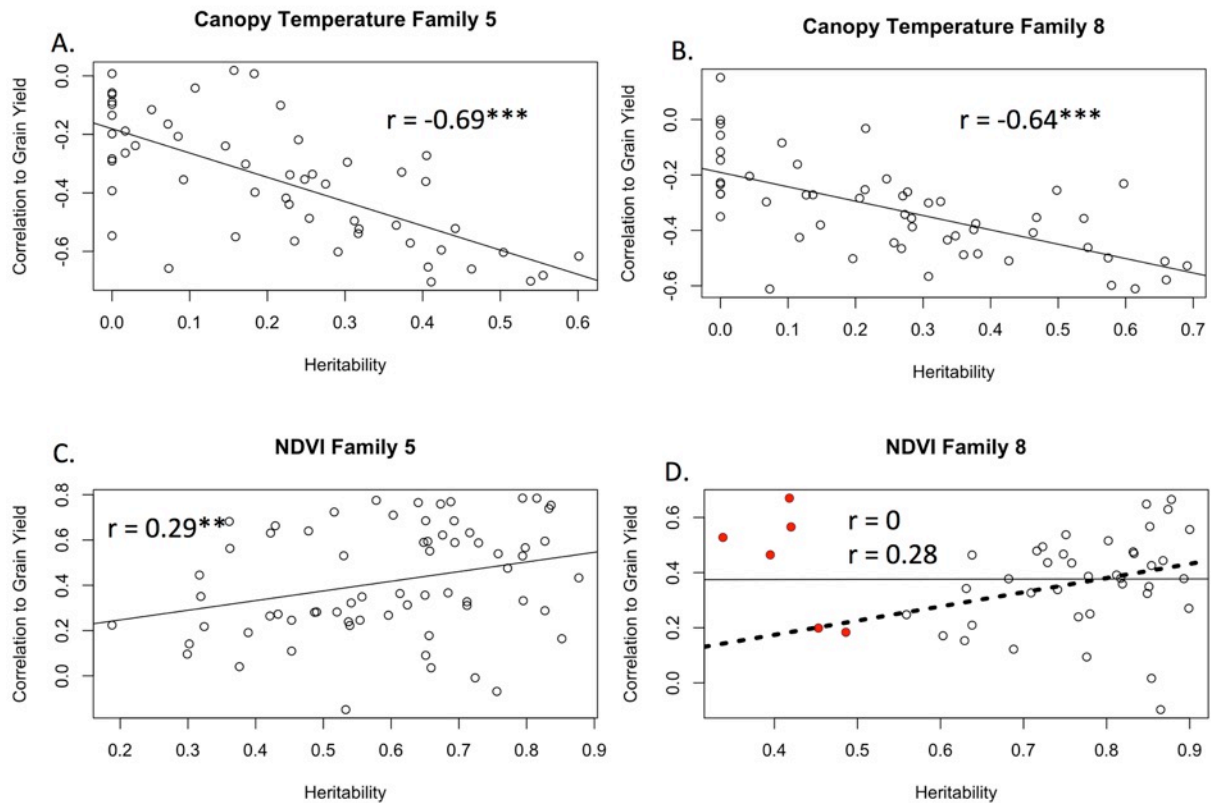 Canopy Temperature Family 5
A.
Correlation to Grain Yield
0.0
-0.2
-0.4
-0.6
r = -0.69***
0.0 0.1 0.2 0.3 0.4 0.5 0.6
Heritability
Canopy Temperature Family 8
B.
Correlation to Grain Yield
0.0
-0.2
-0.4
-0.6
r = -0.64***
0.0 0.1 0.2 0.3 0.4 0.5 0.6 0.7
Heritability
NDVI Family 5
C.
Correlation to Grain Yield
0.8
0.6
0.4
0.2
0.0
r = 0.29**
0.2 0.3 0.4 0.5 0.6 0.7 0.8 0.9
Heritability
NDVI Family 8
D.
Correlation to Grain Yield
0.6
0.4
0.2
0.0
r = 0
r = 0.28
0.4 0.5 0.6 0.7 0.8 0.9
Heritability